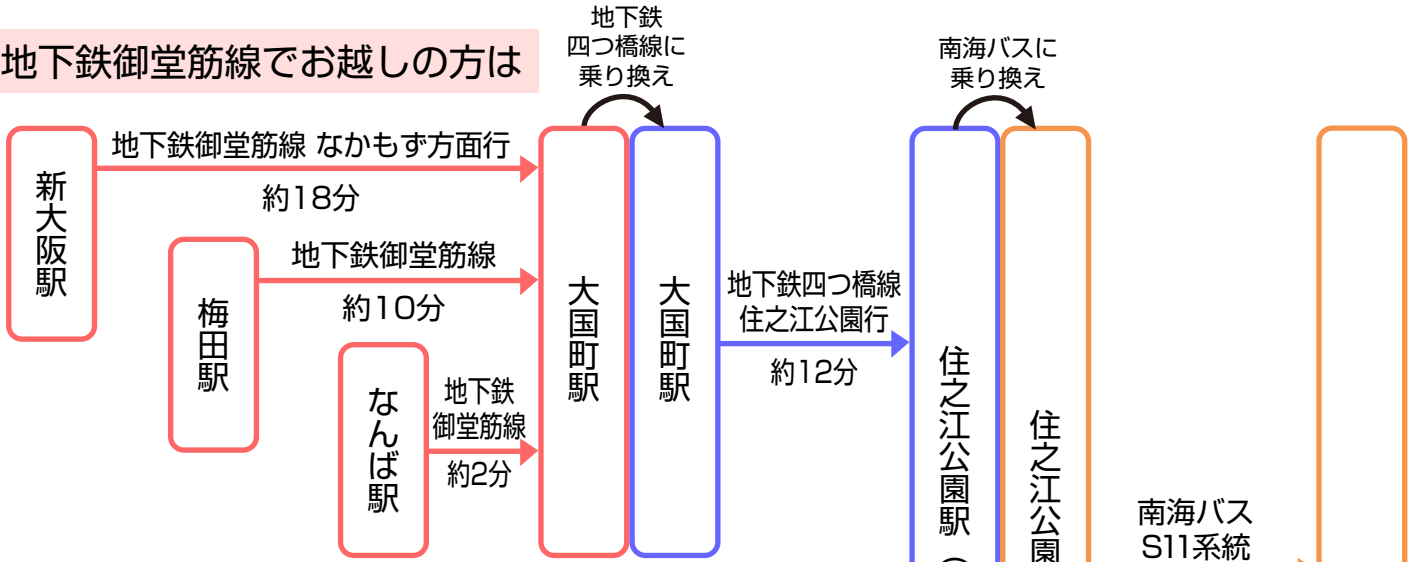 地下鉄御堂筋線でお越しの方は
地下鉄
四つ橋線に
乗り換え
南海バスに
乗り換え
新大阪駅
地下鉄御堂筋線 なかもず方面行
約18分
梅田駅
地下鉄御堂筋線
約10分
なんば駅
地下鉄
御堂筋線
約2分
大国町駅
大国町駅
地下鉄四つ橋線
住之江公園行
約12分
住之江公園駅
住之江公園
南海バス
S11系統